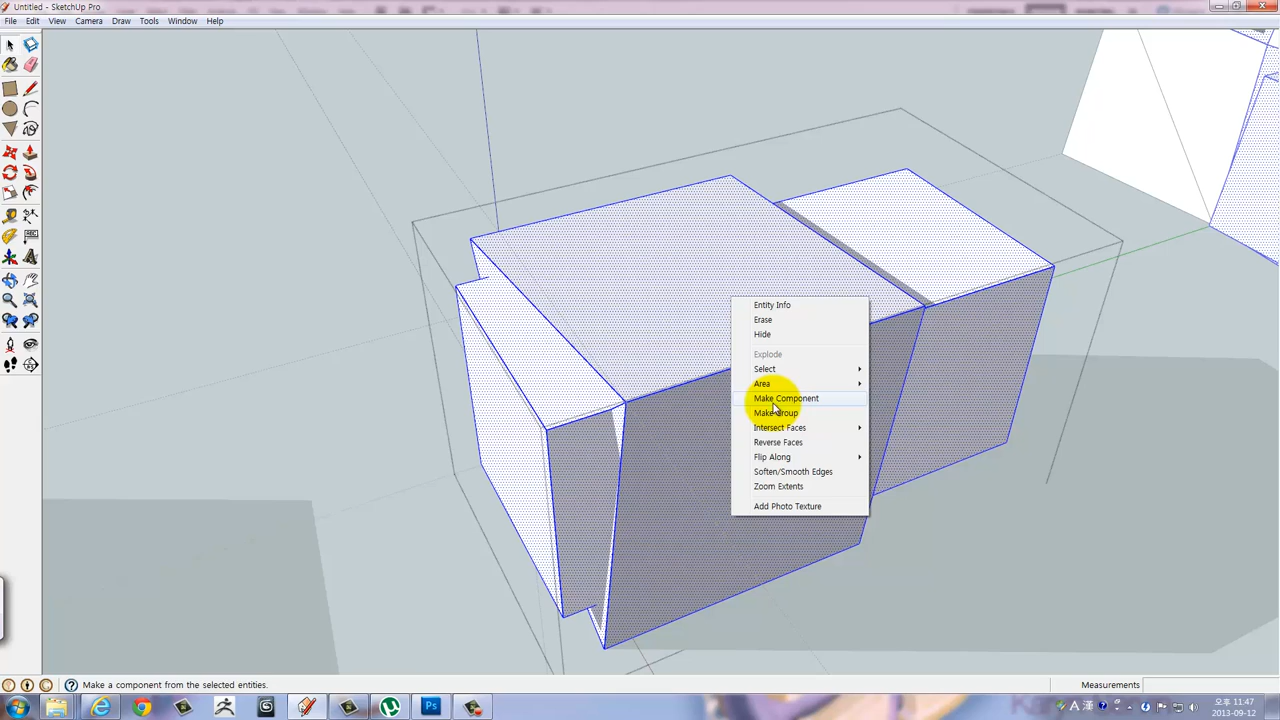 Untitled - SketchUp Pro
File Edit View Camera Draw Tools Window Help
Entity Info
Erase
Hide
Explode
Select
Area
Make Component
Make Group
Intersect Faces
Reverse Faces
Flip Along
Soften/Smooth Edges
Zoom Extents
Add Photo Texture
Make a component from the selected entities.
Measurements
A 漢
오후 11:47
2013-09-12